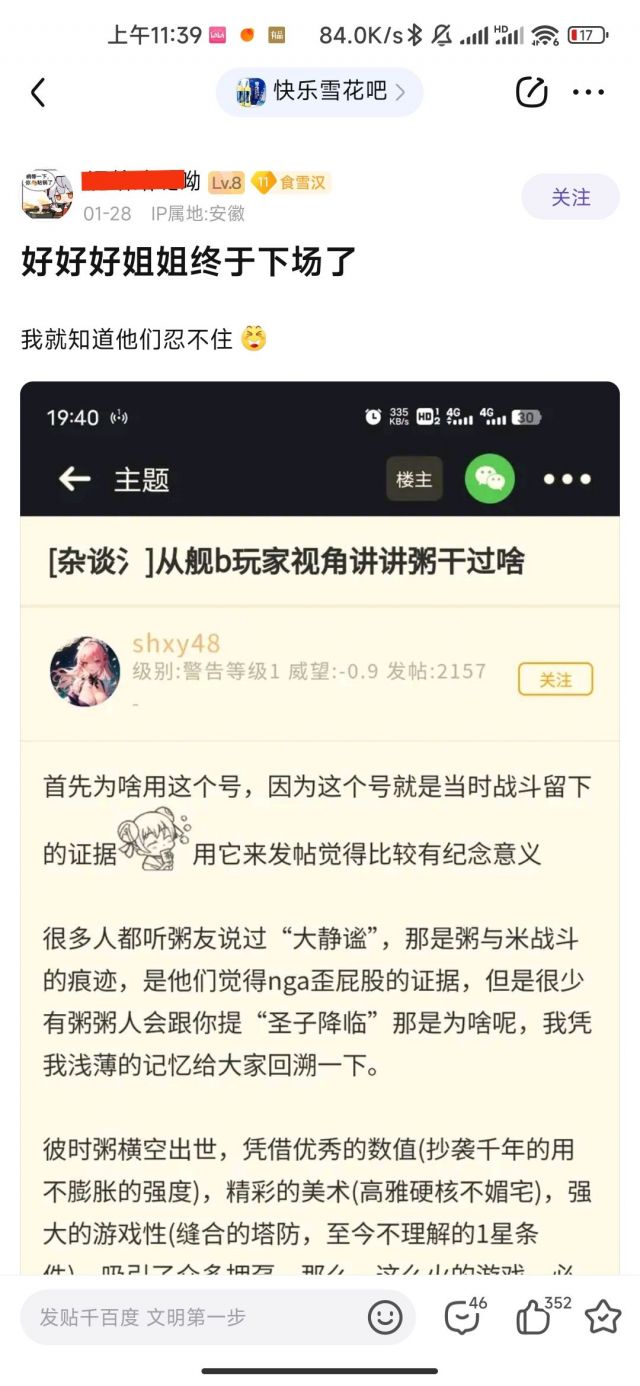 上午11:39
84.0K/s
HD
6
17
快乐雪花吧
Lv.8
11
食雪汉
01-28
IP属地:安徽
关注
好好好姐姐终于下场了
我就知道他们忍不住
19:40
335
KB/s
HD
1
2
4G
4G
30
主题
楼主
[杂谈氵]从舰b玩家视角讲讲粥干过啥
shxy48
级别:警告等级1 威望:-0.9 发帖:2157
-
关注
首先为啥用这个号，因为这个号就是当时战斗留下
的证据
用它来发帖觉得比较有纪念意义
很多人都听粥友说过“大静谧”，那是粥与米战斗
的痕迹，是他们觉得nga歪屁股的证据，但是很少
有粥粥人会跟你提“圣子降临”那是为啥呢，我凭
我浅薄的记忆给大家回溯一下。
彼时粥横空出世，凭借优秀的数值(抄袭千年的用
不膨胀的强度)，精彩的美术(高雅硬核不媚宅)，强
大的游戏性(缝合的塔防，至今不理解的1星条
发贴千百度 文明第一步
46
352